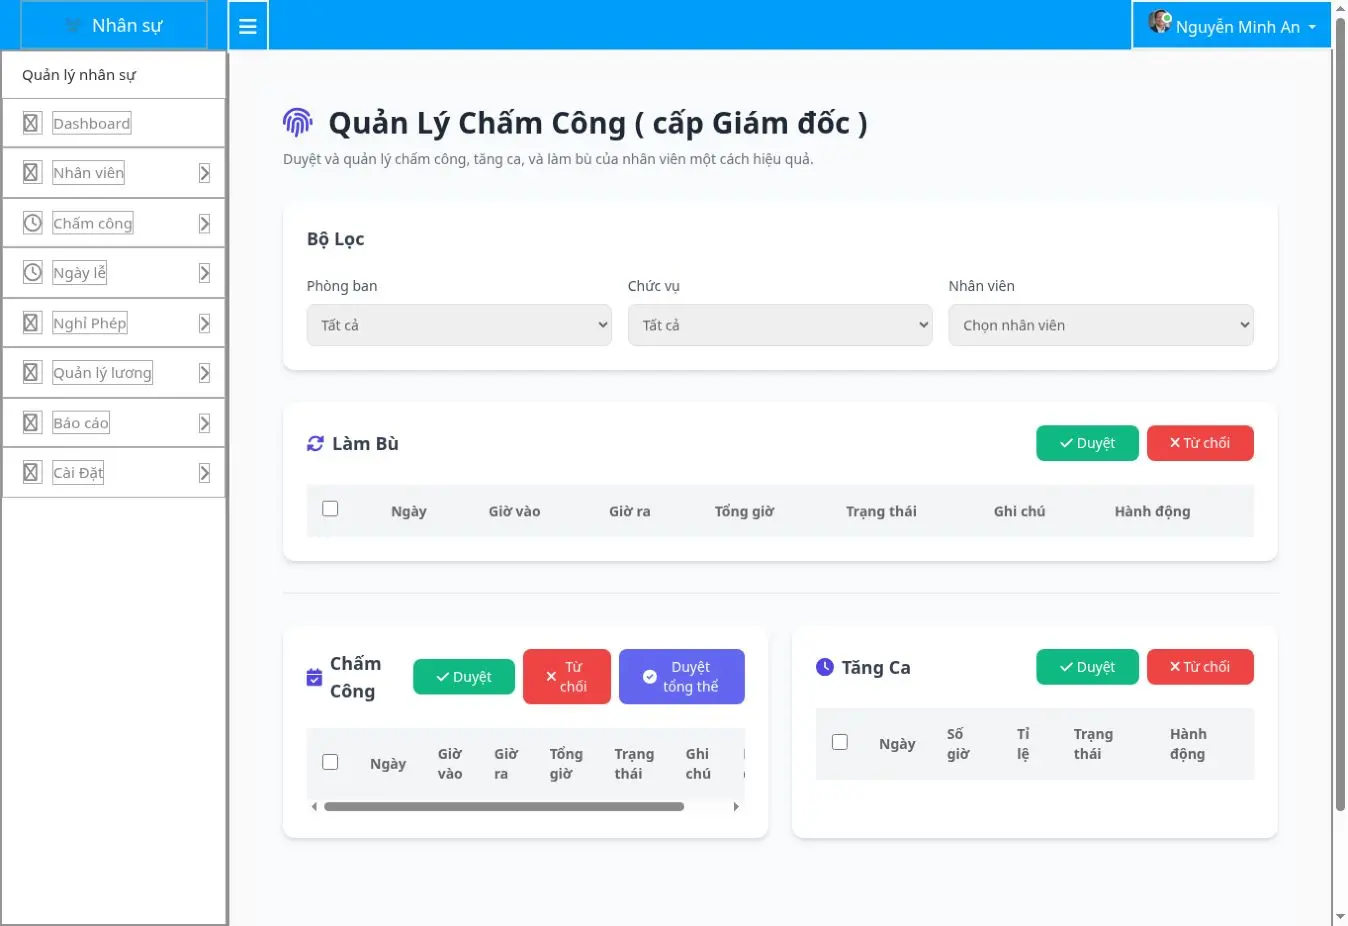 Nhân sự
Nguyễn Minh An
Quản lý nhân sự
Dashboard
Nhân viên
Chấm công
Ngày lễ
Nghỉ Phép
Quản lý lương
Báo cáo
Cài Đặt
Quản Lý Chấm Công ( cấp Giám đốc )
Duyệt và quản lý chấm công, tăng ca, và làm bù của nhân viên một cách hiệu quả.
Bộ Lọc
Phòng ban
Chức vụ
Nhân viên
Tất cả
Tất cả
Chọn nhân viên
Làm Bù
Duyệt
Từ chối
Ngày
Giờ vào
Giờ ra
Tổng giờ
Trạng thái
Ghi chú
Hành động
Chấm
Công
Duyệt
Từ
chối
Duyệt
tổng thể
Ngày
Giờ
vào
Giờ
ra
Tổng
giờ
Trạng
thái
Ghi
chú
Tăng Ca
Duyệt
Từ chối
Ngày
Số
giờ
Tỉ
lệ
Trạng
thái
Hành
động